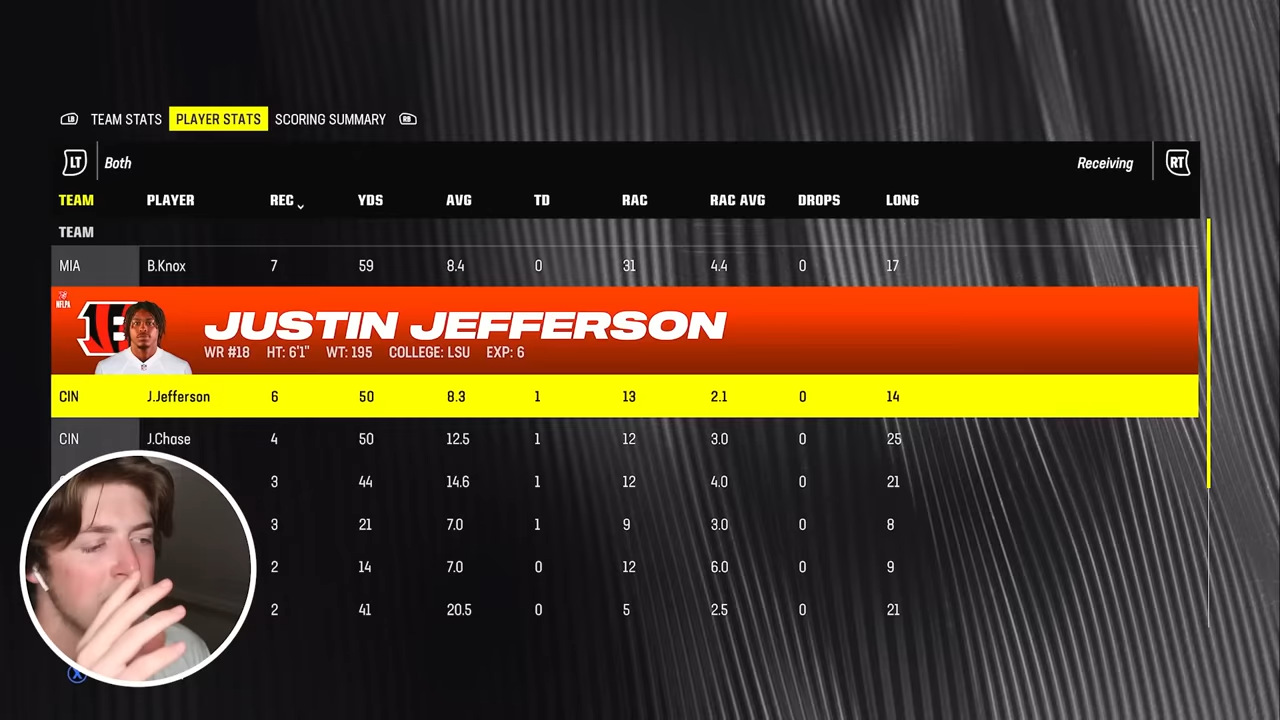 LB TEAM STATS PLAYER STATS SCORING SUMMARY RB
LT Both Receiving RT
TEAM PLAYER REC YDS AVG TD RAC RAC AVG DROPS LONG
TEAM
MIA B.Knox 7 59 8.4 0 31 4.4 0 17
NFLPA
JUSTIN JEFFERSON
WR #18 HT: 6'1" WT: 195 COLLEGE: LSU EXP: 6
CIN J.Jefferson 6 50 8.3 1 13 2.1 0 14
CIN J.Chase 4 50 12.5 1 12 3.0 0 25
3 44 14.6 1 12 4.0 0 21
3 21 7.0 1 9 3.0 0 8
2 14 7.0 0 12 6.0 0 9
2 41 20.5 0 5 2.5 0 21
X